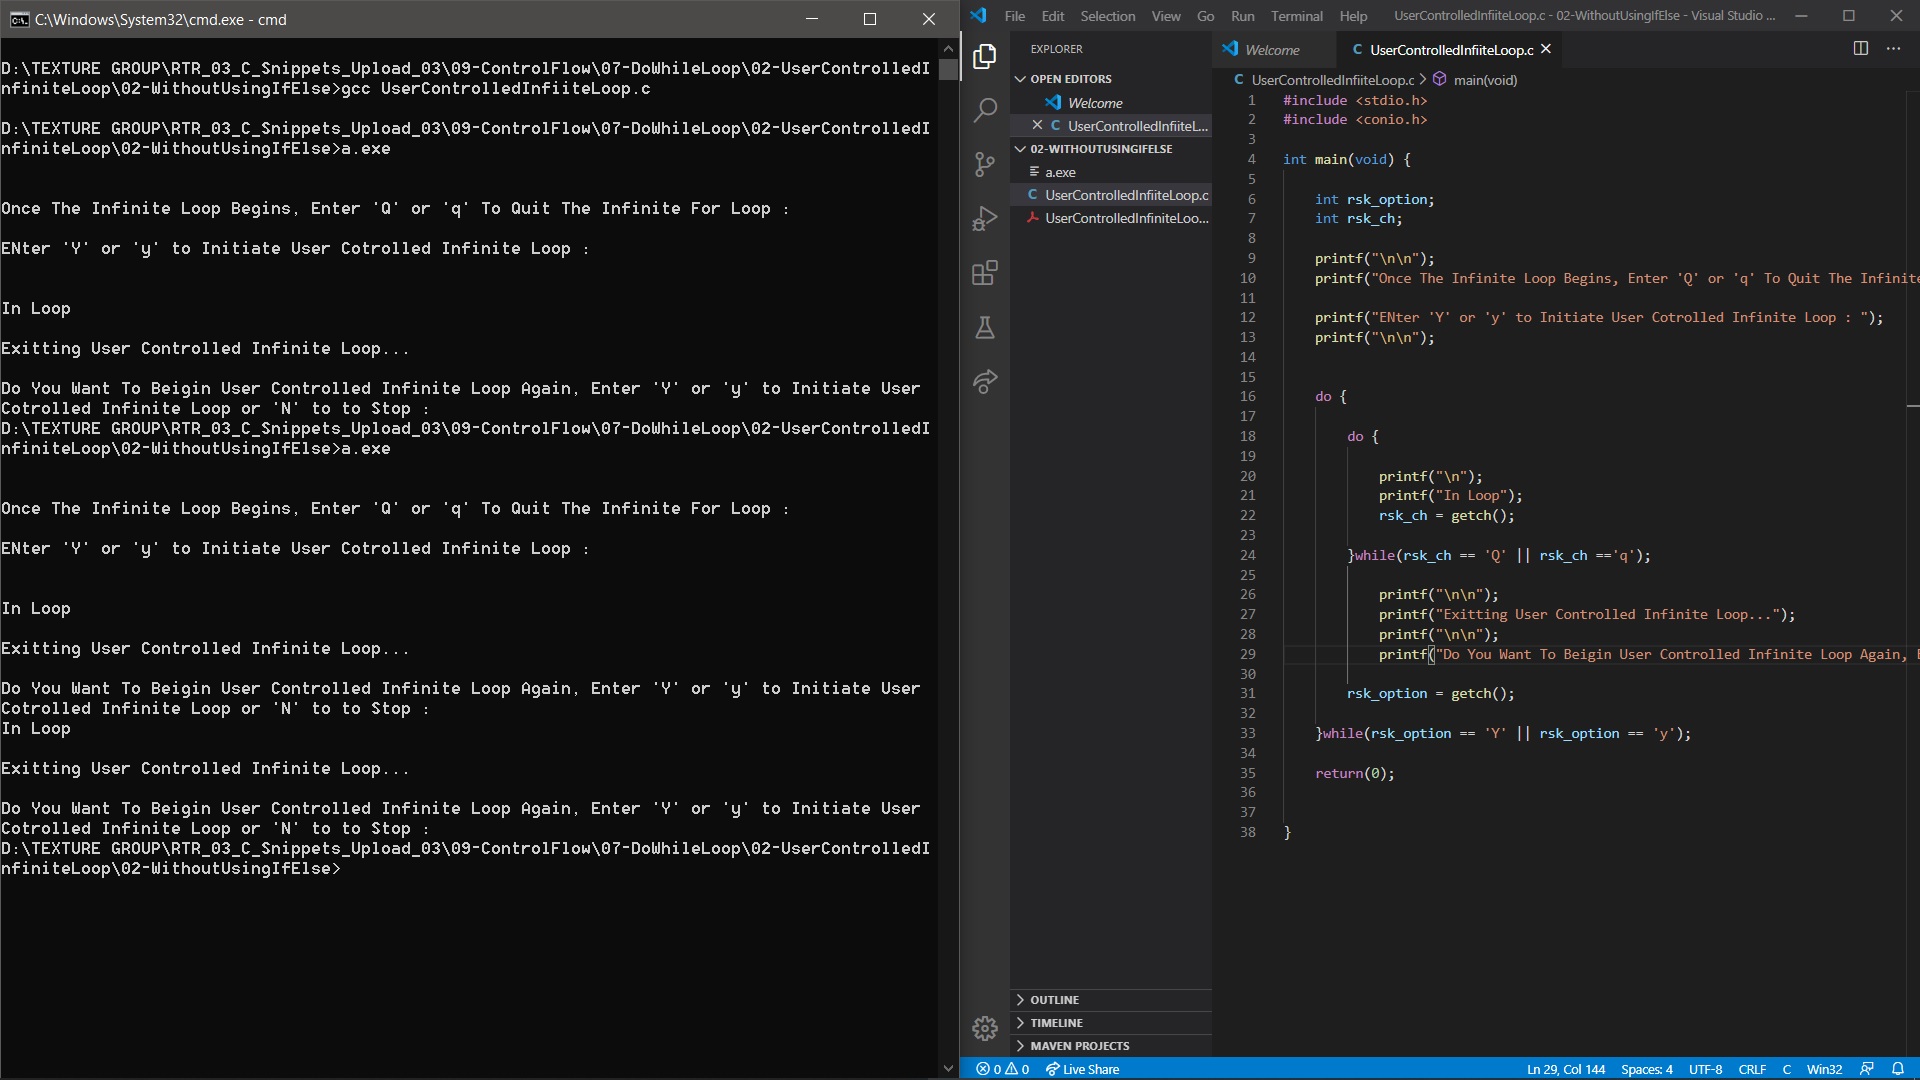 C:\Windows\System32\cmd.exe - cmd
D:\TEXTURE GROUP\RTR_03_C_Snippets_Upload_03\09-ControlFlow\07-DoWhileLoop\02-UserControlledI
nfiniteLoop\02-WithoutUsingIfElse>gcc UserControlledInfiiteLoop.c
D:\TEXTURE GROUP\RTR_03_C_Snippets_Upload_03\09-ControlFlow\07-DoWhileLoop\02-UserControlledI
nfiniteLoop\02-WithoutUsingIfElse>a.exe
Once The Infinite Loop Begins, Enter 'Q' or 'q' To Quit The Infinite For Loop :
ENter 'Y' or 'y' to Initiate User Cotrolled Infinite Loop :
In Loop
Exitting User Controlled Infinite Loop...
Do You Want To Beigin User Controlled Infinite Loop Again, Enter 'Y' or 'y' to Initiate User
Cotrolled Infinite Loop or 'N' to to Stop :
D:\TEXTURE GROUP\RTR_03_C_Snippets_Upload_03\09-ControlFlow\07-DoWhileLoop\02-UserControlledI
nfiniteLoop\02-WithoutUsingIfElse>a.exe
Once The Infinite Loop Begins, Enter 'Q' or 'q' To Quit The Infinite For Loop :
ENter 'Y' or 'y' to Initiate User Cotrolled Infinite Loop :
In Loop
Exitting User Controlled Infinite Loop...
Do You Want To Beigin User Controlled Infinite Loop Again, Enter 'Y' or 'y' to Initiate User
Cotrolled Infinite Loop or 'N' to to Stop :
In Loop
Exitting User Controlled Infinite Loop...
Do You Want To Beigin User Controlled Infinite Loop Again, Enter 'Y' or 'y' to Initiate User
Cotrolled Infinite Loop or 'N' to to Stop :
D:\TEXTURE GROUP\RTR_03_C_Snippets_Upload_03\09-ControlFlow\07-DoWhileLoop\02-UserControlledI
nfiniteLoop\02-WithoutUsingIfElse>
File Edit Selection View Go Run Terminal Help UserControlledInfiiteLoop.c - 02-WithoutUsingIfElse - Visual Studio ...
EXPLORER
OPEN EDITORS
Welcome
C UserControlledInfiiteL...
02-WITHOUTUSINGIFELSE
a.exe
C UserControlledInfiiteLoop.c
UserControlledInfiniteLoo...
OUTLINE
TIMELINE
MAVEN PROJECTS
Welcome C UserControlledInfiiteLoop.c
C UserControlledInfiiteLoop.c > main(void)
1 #include <stdio.h>
2 #include <conio.h>
3
4 int main(void) {
5
6 int rsk_option;
7 int rsk_ch;
8
9 printf("\n\n");
10 printf("Once The Infinite Loop Begins, Enter 'Q' or 'q' To Quit The Infinite
11
12 printf("ENter 'Y' or 'y' to Initiate User Cotrolled Infinite Loop : ");
13 printf("\n\n");
14
15
16 do {
17
18 do {
19
20 printf("\n");
21 printf("In Loop");
22 rsk_ch = getch();
23
24 }while(rsk_ch == 'Q' || rsk_ch =='q');
25
26 printf("\n\n");
27 printf("Exitting User Controlled Infinite Loop...");
28 printf("\n\n");
29 printf("Do You Want To Beigin User Controlled Infinite Loop Again,
30
31 rsk_option = getch();
32
33 }while(rsk_option == 'Y' || rsk_option == 'y');
34
35 return(0);
36
37
38 }
0 0 Live Share
Ln 29, Col 144 Spaces: 4 UTF-8 CRLF C Win32